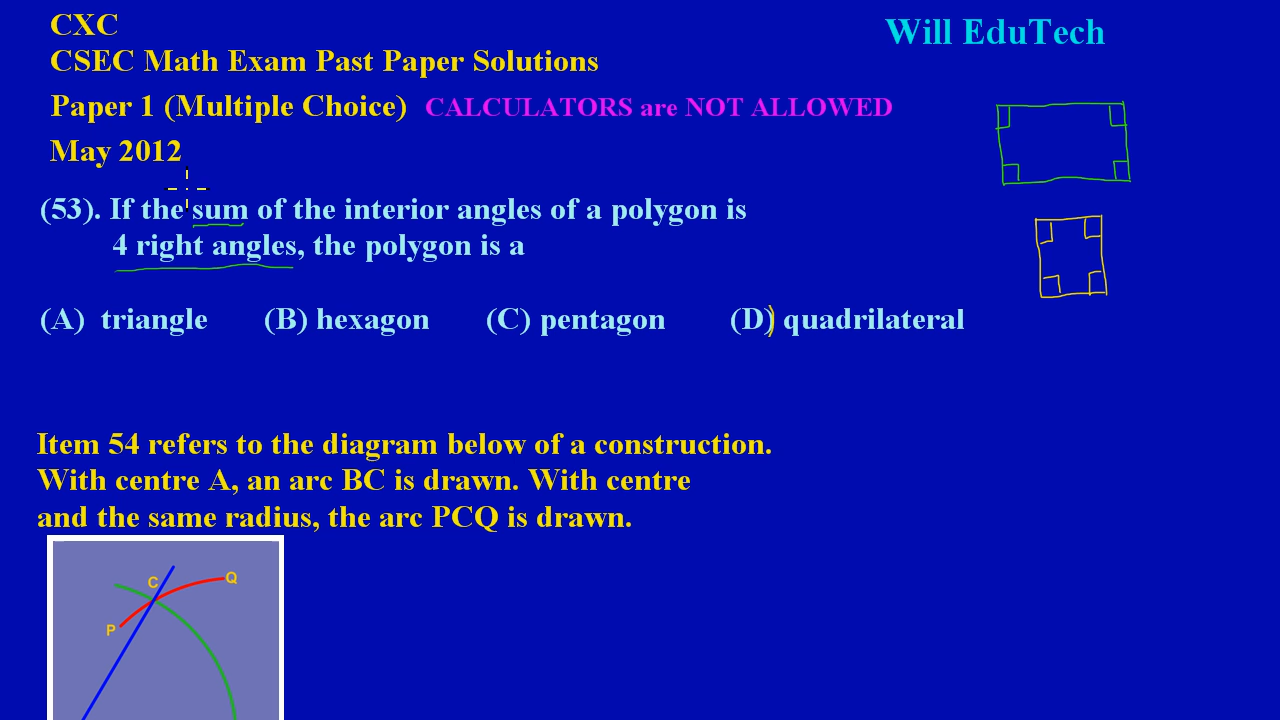 CXC
Will EduTech
CSEC Math Exam Past Paper Solutions
Paper 1 (Multiple Choice) CALCULATORS are NOT ALLOWED
May 2012
(53). If the sum of the interior angles of a polygon is
4 right angles, the polygon is a
(A) triangle (B) hexagon (C) pentagon (D) quadrilateral
Item 54 refers to the diagram below of a construction.
With centre A, an arc BC is drawn. With centre
and the same radius, the arc PCQ is drawn.
C
Q
P